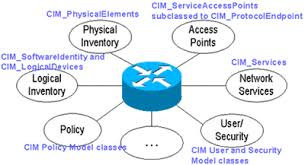 CIM_PhysicalElements
CIM_ServiceAccessPoints
subclassed to CIM_ProtocolEndpoint
Physical
Inventory
Access
Points
CIM_SoftwareIdentity and
CIM_LogicalDevices
CIM_Services
Logical
Inventory
Network
Services
Policy
. . .
User/
Security
CIM Policy Model classes
CIM User and Security
Model classes